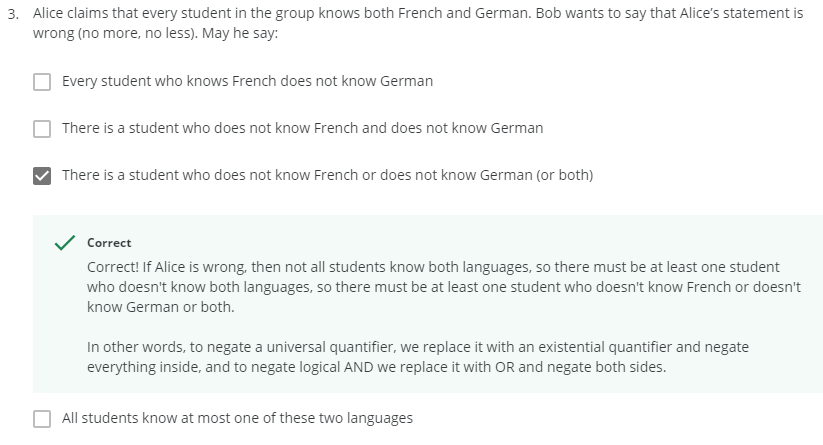 3. Alice claims that every student in the group knows both French and German. Bob wants to say that Alice's statement is
wrong (no more, no less). May he say:
Every student who knows French does not know German
There is a student who does not know French and does not know German
There is a student who does not know French or does not know German (or both)
Correct
Correct! If Alice is wrong, then not all students know both languages, so there must be at least one student
who doesn't know both languages, so there must be at least one student who doesn't know French or doesn't
know German or both.
In other words, to negate a universal quantifier, we replace it with an existential quantifier and negate
everything inside, and to negate logical AND we replace it with OR and negate both sides.
All students know at most one of these two languages